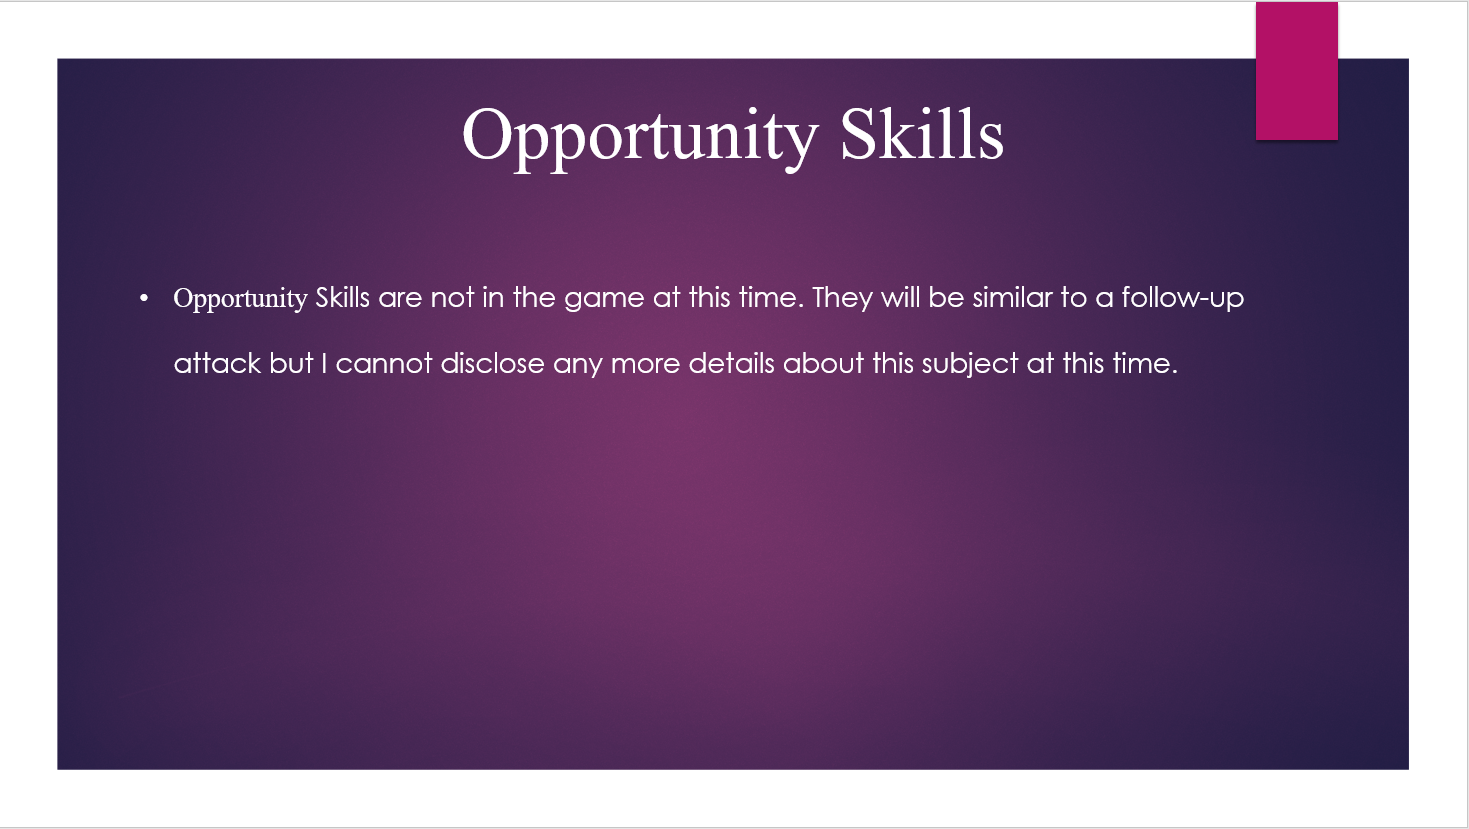 Opportunity Skills
• Opportunity Skills are not in the game at this time. They will be similar to a follow-up
attack but I cannot disclose any more details about this subject at this time.